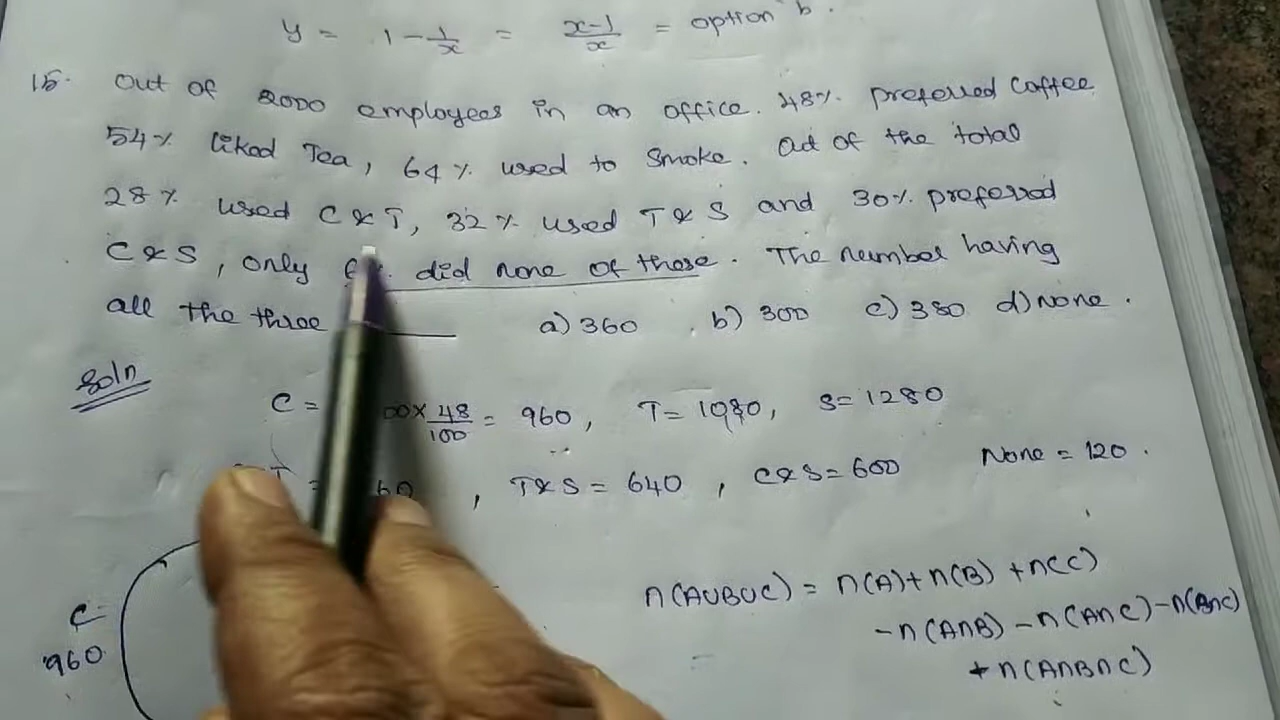 y = 1 - 1/x = x-1/x = option b.
15. Out of 2000 employees in an office. 48% preferred Coffee
54% liked Tea, 64% used to smoke. Out of the total
28% used C & T, 32% used T & S and 30% preferred
C & S, only did none of these. The number having
all the three ______ a) 360 b) 300 c) 380 d) none.
Soln
C = 00 × 48/100 = 960, T = 1080, S = 1280
T = 60, T & S = 640, C & S = 600 None = 120.
n(AUBUC) = n(A) + n(B) + n(C)
- n(A∩B) - n(A∩C) - n(B∩C)
+ n(A∩B∩C)
C
960